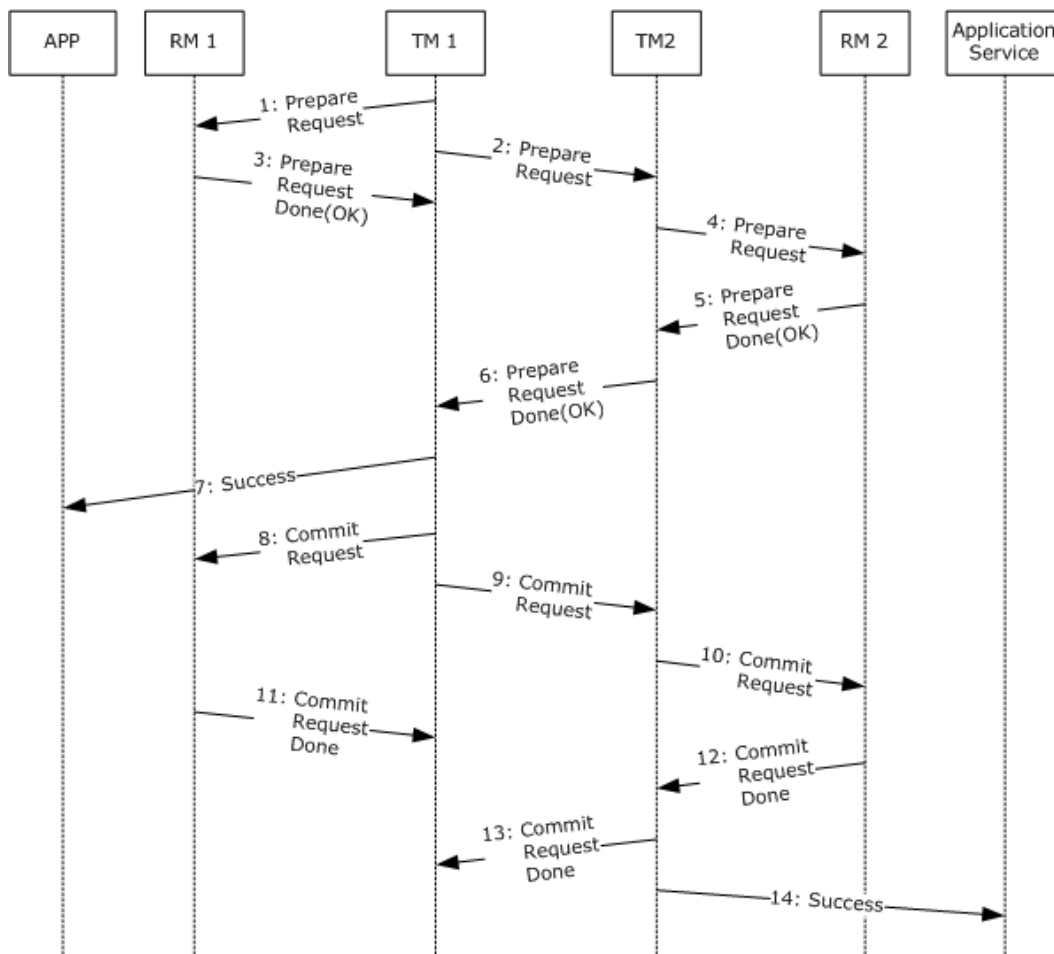 APP
RM 1
TM 1
TM2
RM 2
Application
Service
1: Prepare
Request
2: Prepare
Request
3: Prepare
Request
Done(OK)
4: Prepare
Request
5: Prepare
Request
Done(OK)
6: Prepare
Request
Done(OK)
7: Success
8: Commit
Request
9: Commit
Request
10: Commit
Request
11: Commit
Request
Done
12: Commit
Request
Done
13: Commit
Request
Done
14: Success